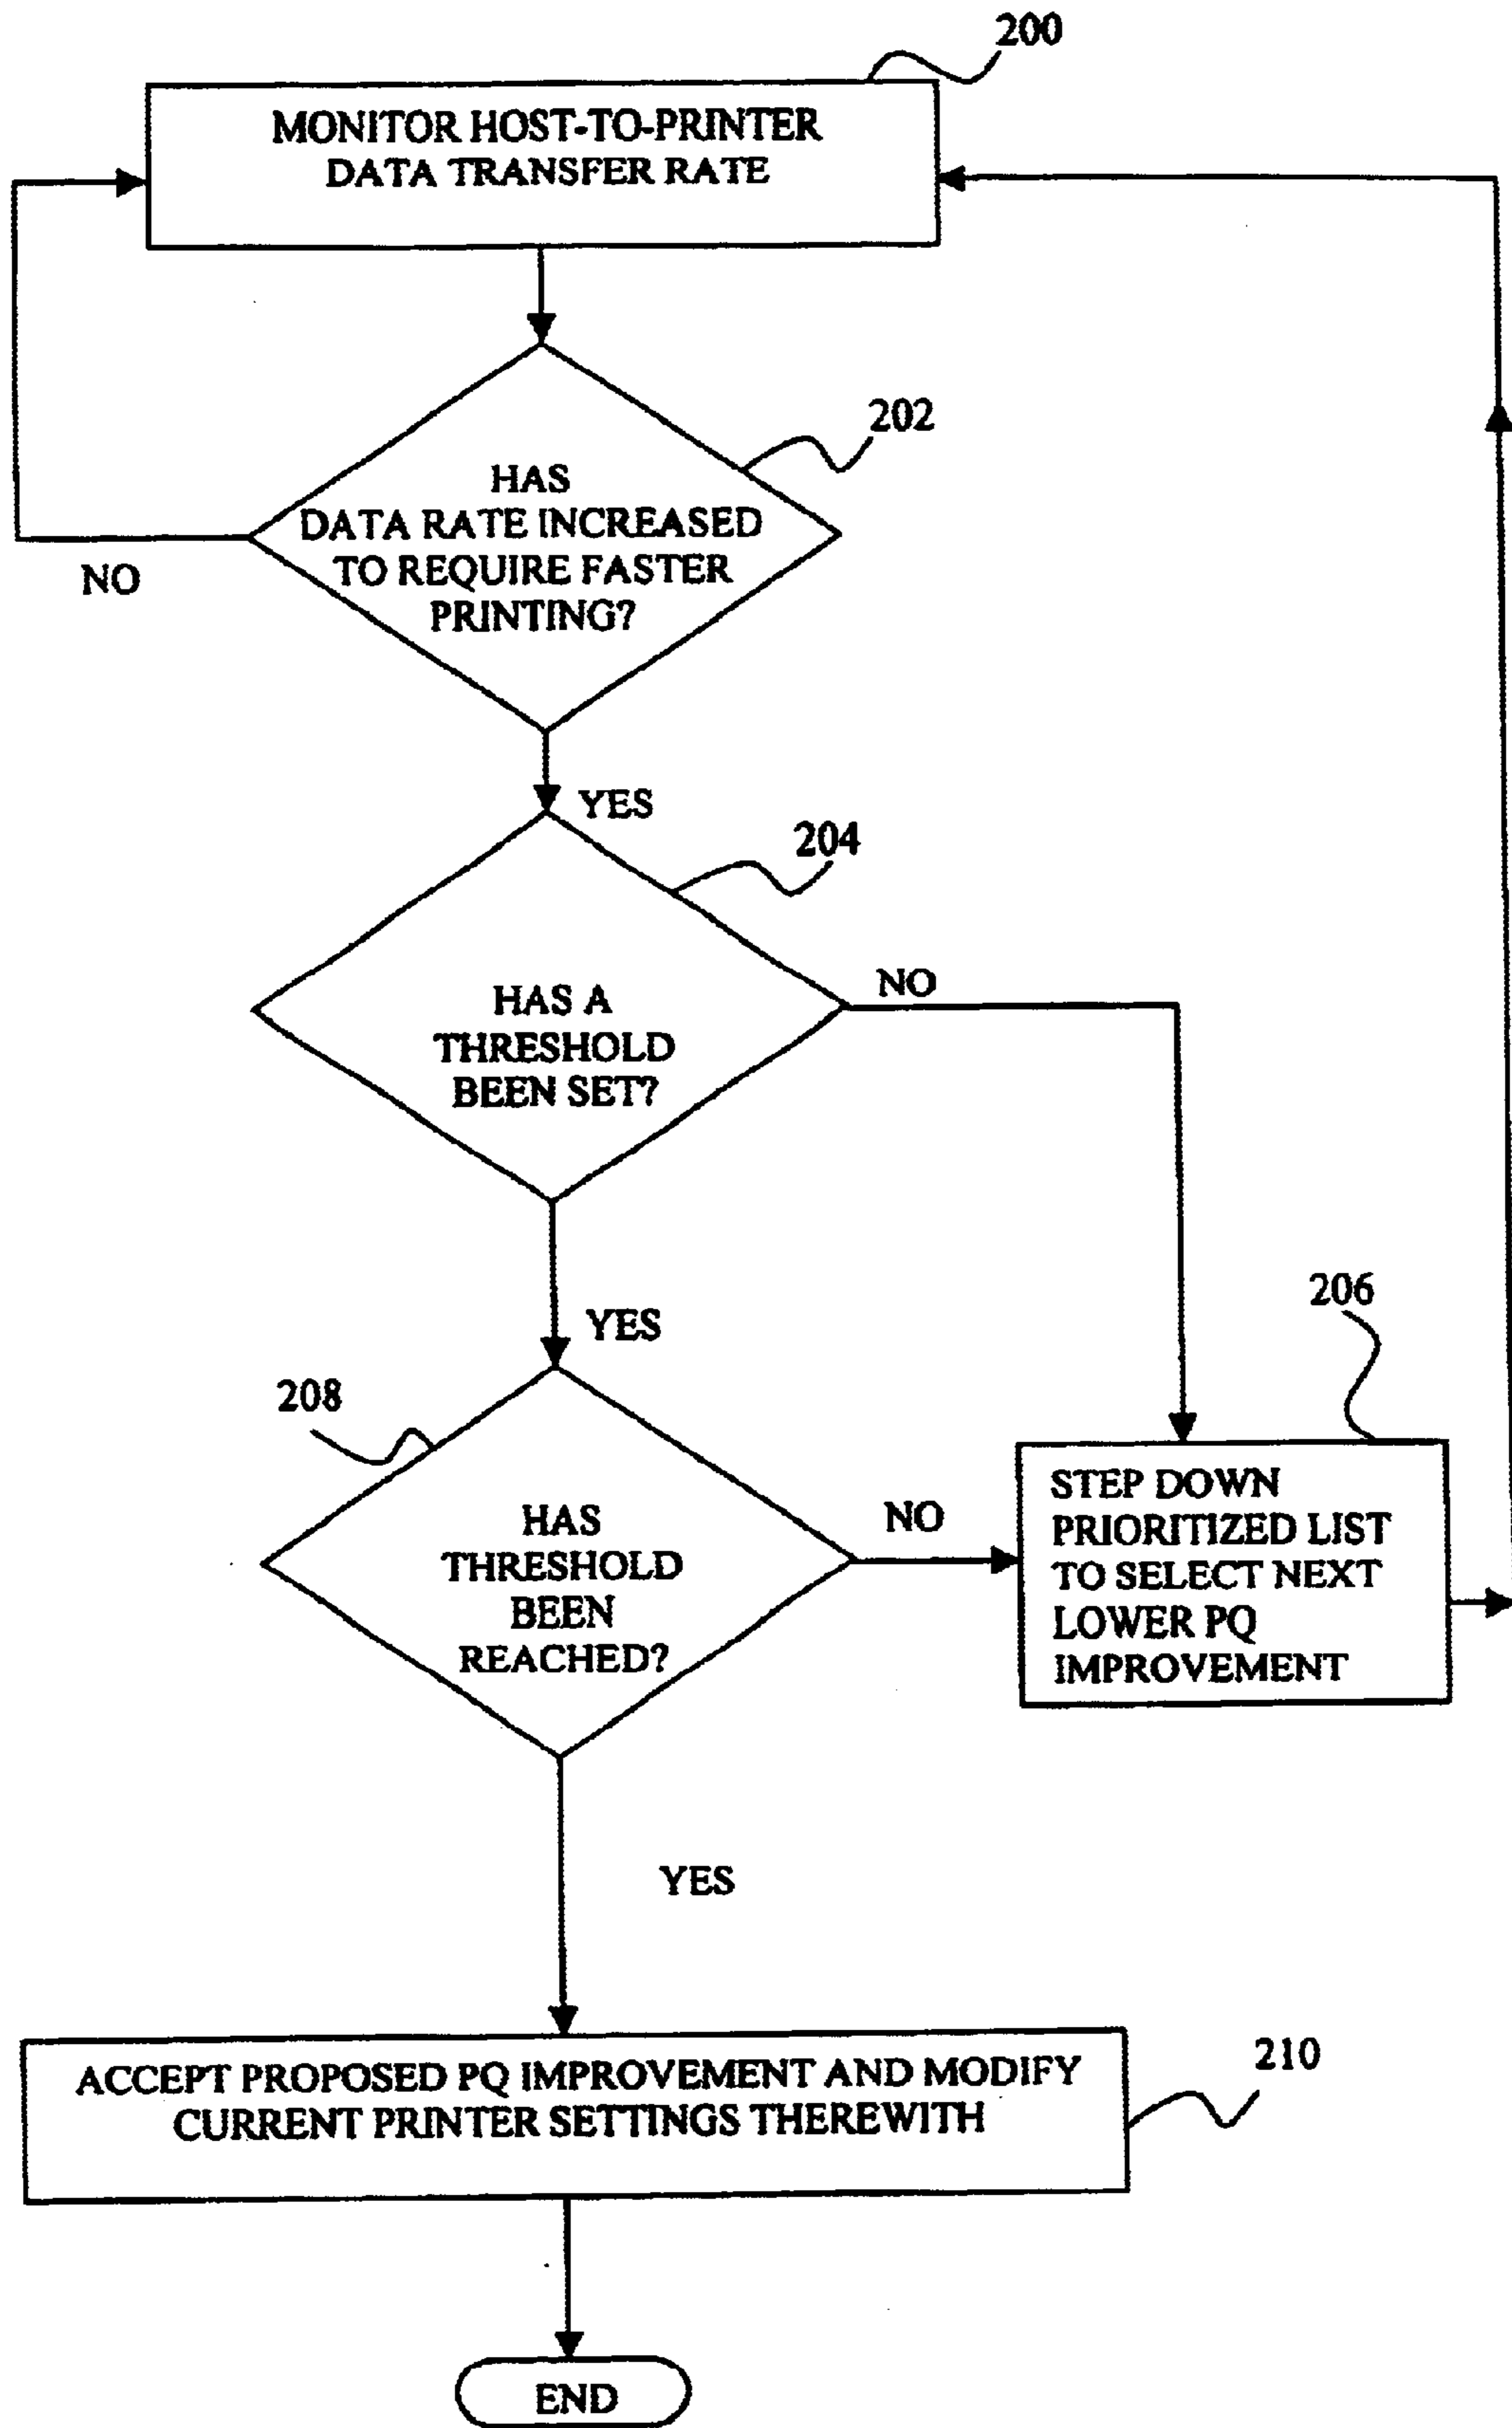 200
MONITOR HOST-TO-PRINTER
DATA TRANSFER RATE
202
HAS
DATA RATE INCREASED
TO REQUIRE FASTER
PRINTING?
NO
YES
204
HAS A
THRESHOLD
BEEN SET?
NO
YES
206
STEP DOWN
PRIORITIZED LIST
TO SELECT NEXT
LOWER PQ
IMPROVEMENT
208
HAS
THRESHOLD
BEEN
REACHED?
NO
YES
ACCEPT PROPOSED PQ IMPROVEMENT AND MODIFY
CURRENT PRINTER SETTINGS THEREWITH
210
END